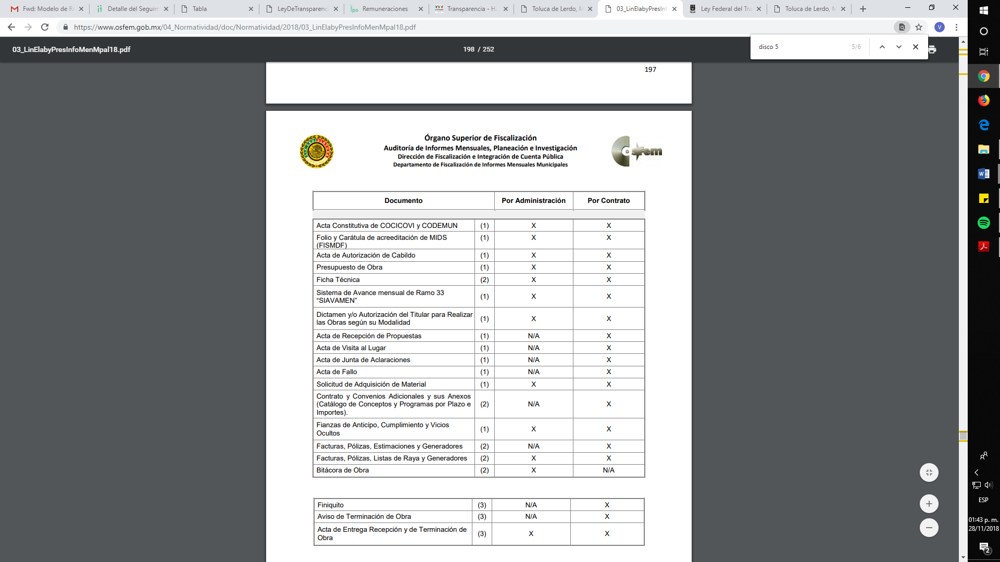 Fwd: Modelo de R
Detalle del Seguim
Tabla
LeyDeTransparenc
Remuneraciones
Transparencia - H.
Toluca de Lerdo, M
03_LinElabyPresInf
Ley Federal del Tra
Toluca de Lerdo, M
https://www.osfem.gob.mx/04_Normatividad/doc/Normatividad/2018/03_LinElabyPresInfoMenMpal18.pdf
V
03_LinElabyPresInfoMenMpal18.pdf
198 / 252
disco 5
5/6
197
Órgano Superior de Fiscalización
Auditoría de Informes Mensuales, Planeación e Investigación
Dirección de Fiscalización e Integración de Cuenta Pública
Departamento de Fiscalización de Informes Mensuales Municipales
osfem
Documento Por Administración Por Contrato
Acta Constitutiva de COCICOVI y CODEMUN (1) X X
Folio y Carátula de acreeditación de MIDS (1) X X
(FISMDF)
Acta de Autorización de Cabildo (1) X X
Presupuesto de Obra (1) X X
Ficha Técnica (2) X X
Sistema de Avance mensual de Ramo 33
“SIAVAMEN” (1) X X
Dictamen y/o Autorización del Titular para Realizar
las Obras según su Modalidad (1) X X
Acta de Recepción de Propuestas (1) N/A X
Acta de Visita al Lugar (1) N/A X
Acta de Junta de Aclaraciones (1) N/A X
Acta de Fallo (1) N/A X
Solicitud de Adquisición de Material (1) X X
Contrato y Convenios Adicionales y sus Anexos
(Catálogo de Conceptos y Programas por Plazo e (2) N/A X
Importes).
Fianzas de Anticipo, Cumplimiento y Vicios
Ocultos (1) X X
Facturas, Pólizas, Estimaciones y Generadores (2) N/A X
Facturas, Pólizas, Listas de Raya y Generadores (2) X X
Bitácora de Obra (2) X N/A
Finiquito (3) N/A X
Aviso de Terminación de Obra (3) N/A X
Acta de Entrega Recepción y de Terminación de
Obra (3) X X
ESP
01:43 p. m.
28/11/2018
2